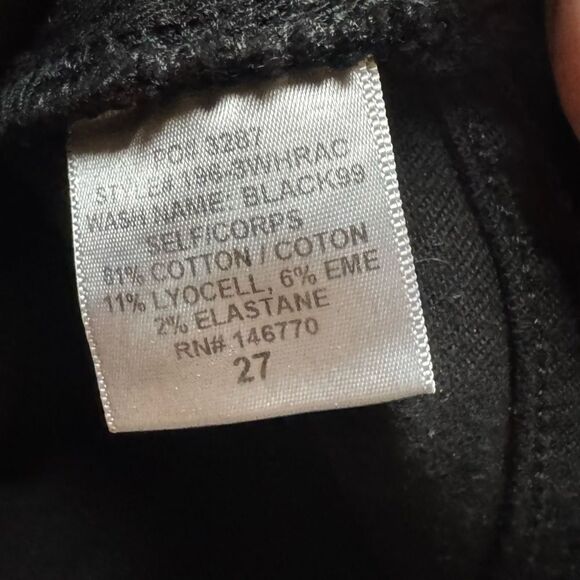 PO# 3287
STYLE# 196-3WHRAC
WASH NAME: BLACK99
SELF/CORPS
81% COTTON / COTON
11% LYOCELL, 6% EME
2% ELASTANE
RN# 146770
27